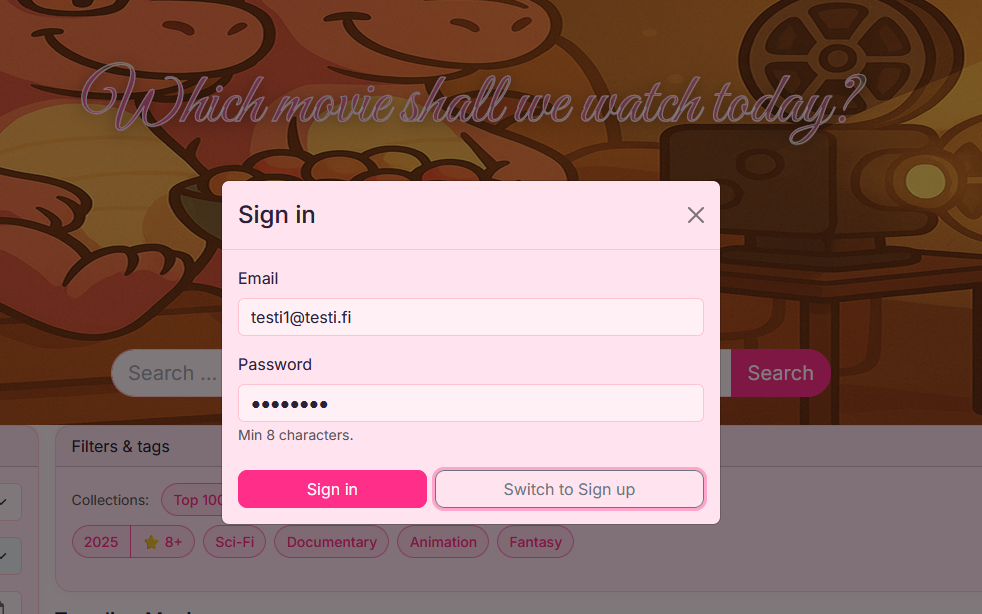 Which movie shall we watch today?
Sign in
Email
testi1@testi.fi
Password
••••••••
Min 8 characters.
Sign in Switch to Sign up
Search ... Search
Filters & tags
Collections: Top 100
2025 ⭐ 8+ Sci-Fi Documentary Animation Fantasy